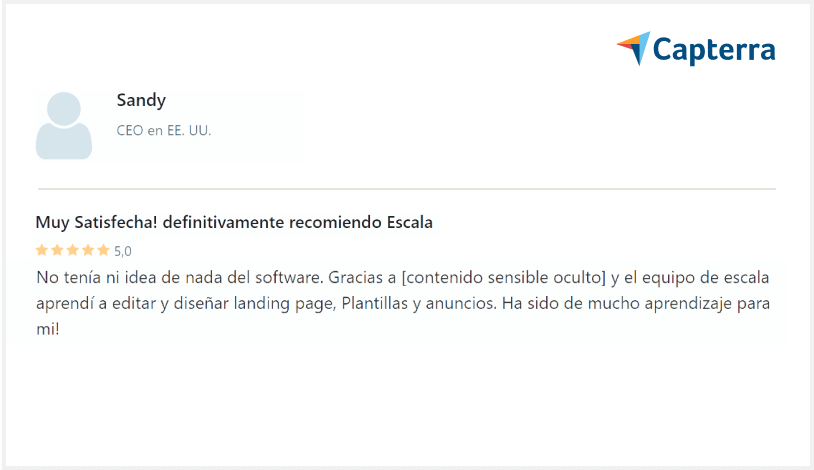 Capterra
Sandy
CEO en EE. UU.
Muy Satisfecha! definitivamente recomiendo Escala
5,0
No tenía ni idea de nada del software. Gracias a [contenido sensible oculto] y el equipo de escala
aprendí a editar y diseñar landing page, Plantillas y anuncios. Ha sido de mucho aprendizaje para
mi!